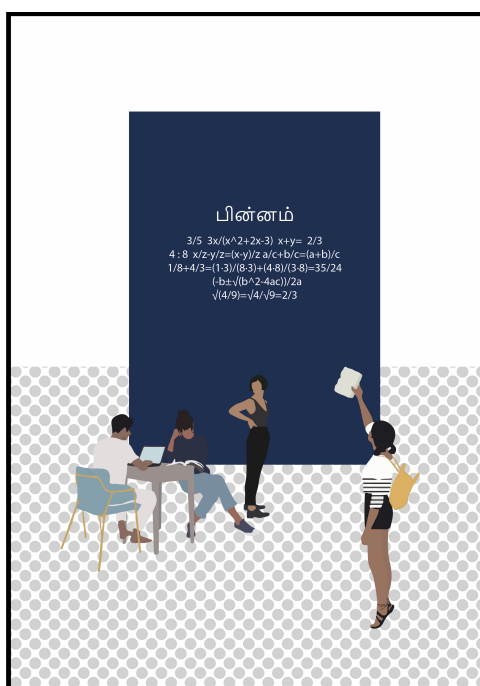 பின்னம்
3/5 3x/(x^2+2x-3) x+y= 2/3
4 : 8 x/z-y/z=(x-y)/z a/c+b/c=(a+b)/c
1/8+4/3=(1·3)/(8·3)+(4·8)/(3·8)=35/24
(-b±√(b^2-4ac))/2a
√(4/9)=√4/√9=2/3